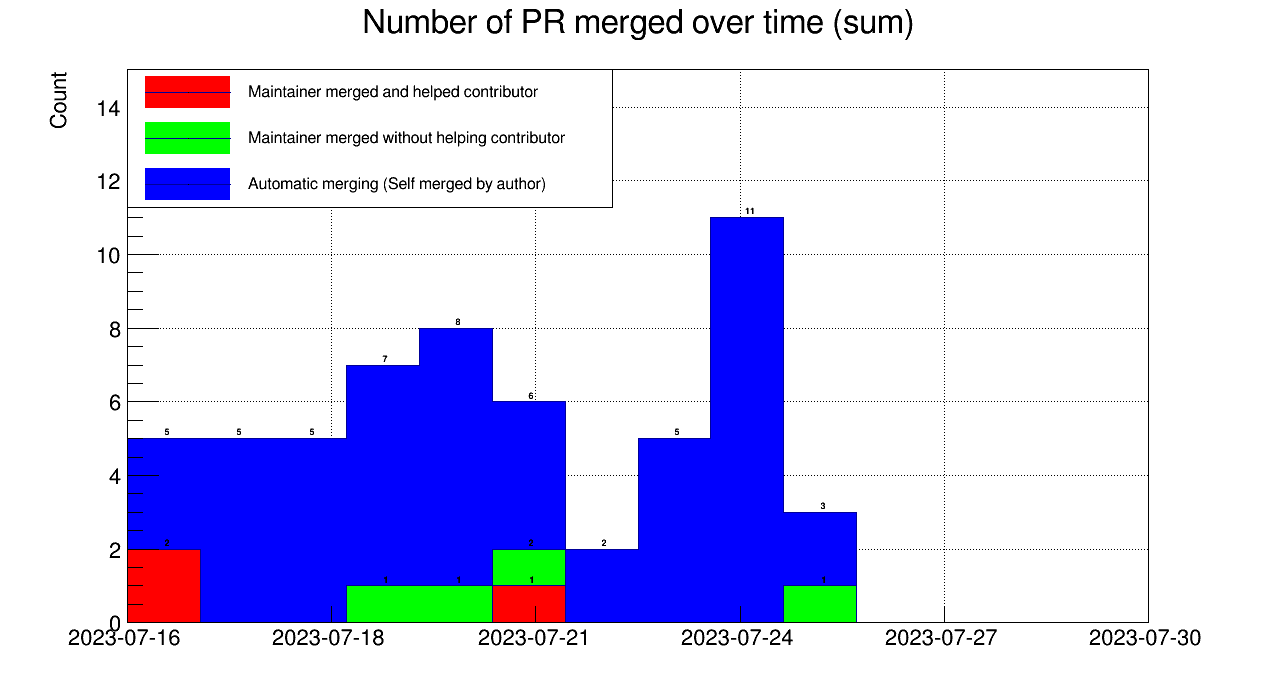 Number of PR merged over time (sum)
Count
Maintainer merged and helped contributor
Maintainer merged without helping contributor
Automatic merging (Self merged by author)
14
12
10
8
6
4
2
0
11
8
7
6
5 5 5
5
3
2
2
2
1 1
1
1
2023-07-16 2023-07-18 2023-07-21 2023-07-24 2023-07-27 2023-07-30